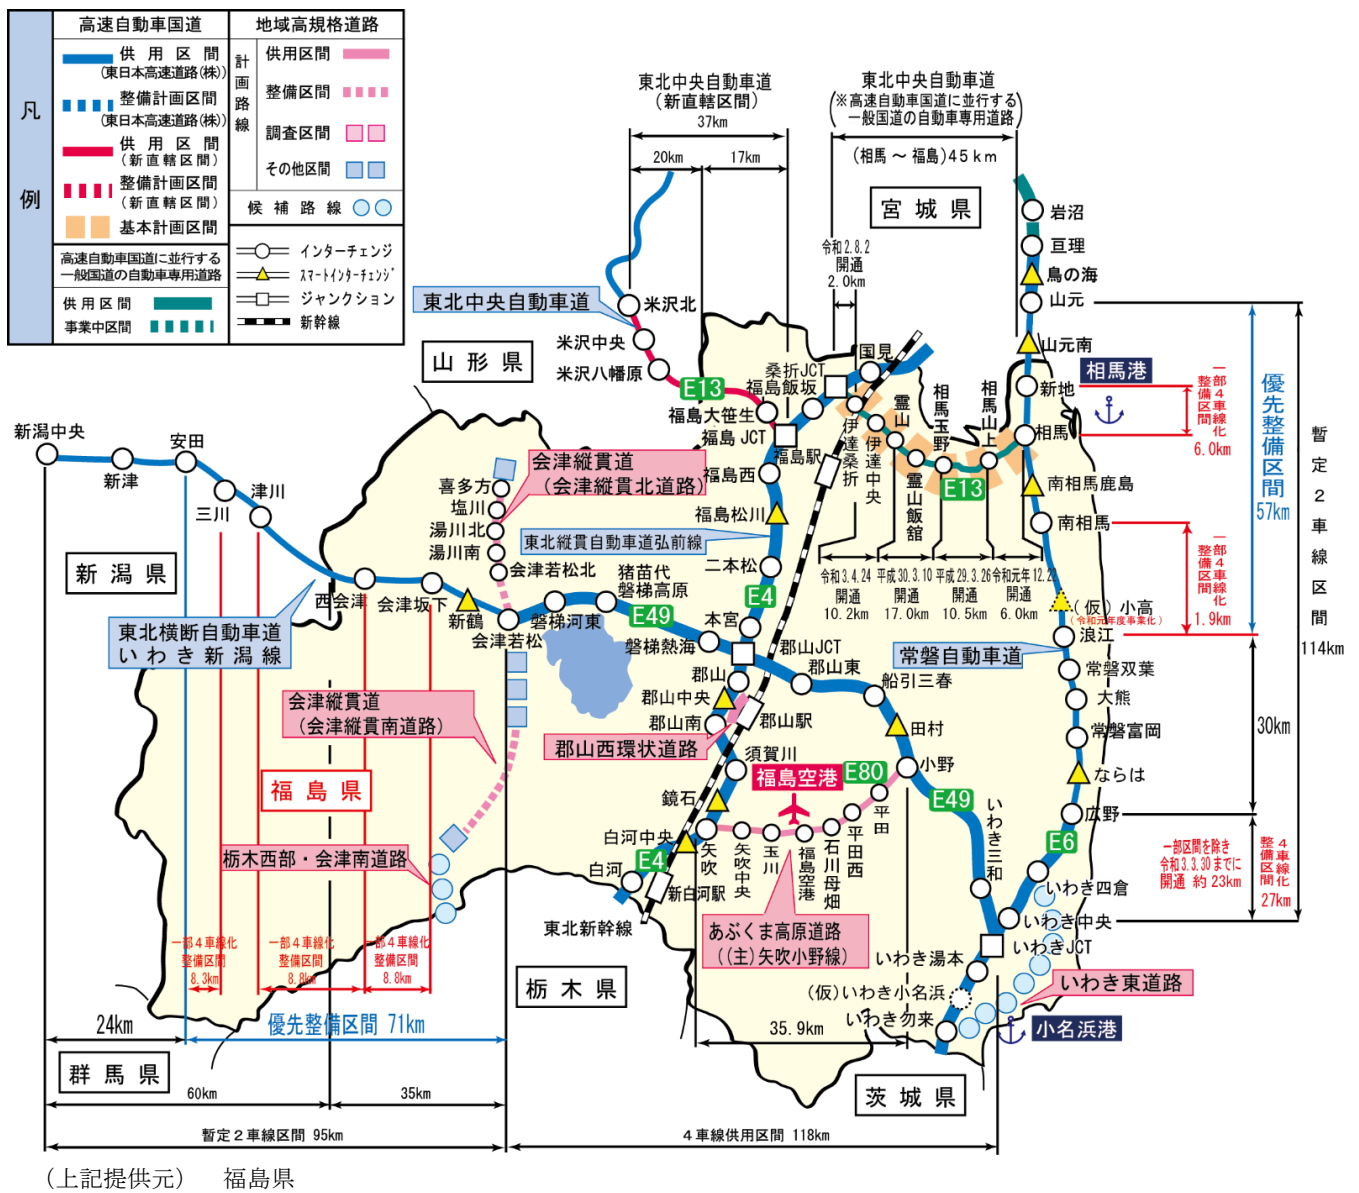 凡
例
高速自動車国道
供用区間
(東日本高速道路(株))
整備計画区間
(東日本高速道路(株))
供用区間
(新直轄区間)
整備計画区間
(新直轄区間)
基本計画区間
高速自動車国道に並行する
一般国道の自動車専用道路
供用区間
事業中区間
地域高規格道路
計画路線
供用区間
整備区間
調査区間
その他区間
候補路線
インターチェンジ
スマートインターチェンジ
ジャンクション
新幹線
東北中央自動車道
(新直轄区間)
37km
20km
17km
東北中央自動車道
(※高速自動車国道に並行する
一般国道の自動車専用道路)
(相馬～福島)45km
宮城県
令和2.8.2
開通
2.0km
岩沼
亘理
鳥の海
山元
山元南
新地
相馬
相馬港
南相馬鹿島
南相馬
(仮)小高
(令和元年度事業化)
浪江
常磐双葉
大熊
常磐富岡
ならは
広野
いわき四倉
いわき中央
いわきJCT
いわき湯本
(仮)いわき小名浜
いわき勿来
いわき東道路
小名浜港
一部4車線化
整備区間
6.0km
一部4車線化
整備区間
1.9km
優先整備区間
57km
暫定2車線区間
114km
30km
一部区間を除き
令和3.3.30までに
開通 約23km
4車線化
整備区間
27km
東北中央自動車道
米沢北
米沢中央
米沢八幡原
E13
山形県
福島大笹生
福島JCT
福島飯坂
桑折JCT
国見
福島駅
福島西
福島松川
二本松
E4
本宮
伊達桑折
伊達中央
霊山
霊山飯舘
相馬玉野
相馬山上
E13
令和3.4.24
開通
10.2km
平成30.3.10
開通
17.0km
平成29.3.26
開通
10.5km
令和元年12.22
開通
6.0km
新潟中央
新津
安田
三川
津川
新潟県
西会津
会津坂下
新鶴
会津若松
磐梯河東
猪苗代
磐梯高原
E49
磐梯熱海
郡山JCT
郡山東
船引三春
田村
小野
E49
いわき三和
E6
常磐自動車道
喜多方
塩川
湯川北
湯川南
会津若松北
会津縦貫道
(会津縦貫北道路)
東北縦貫自動車道弘前線
東北横断自動車道
いわき新潟線
会津縦貫道
(会津縦貫南道路)
福島県
栃木西部・会津南道路
郡山
郡山中央
郡山南
郡山駅
郡山西環状道路
須賀川
鏡石
福島空港
E80
白河中央
白河
E4
新白河駅
東北新幹線
矢吹
矢吹中央
玉川
福島空港
石川母畑
平田西
平田
あぶくま高原道路
((主)矢吹小野線)
栃木県
35.9km
茨城県
一部4車線化
整備区間
8.3km
一部4車線化
整備区間
8.8km
一部4車線化
整備区間
8.8km
24km
優先整備区間 71km
群馬県
60km
35km
暫定2車線区間 95km
4車線供用区間 118km
(上記提供元) 福島県